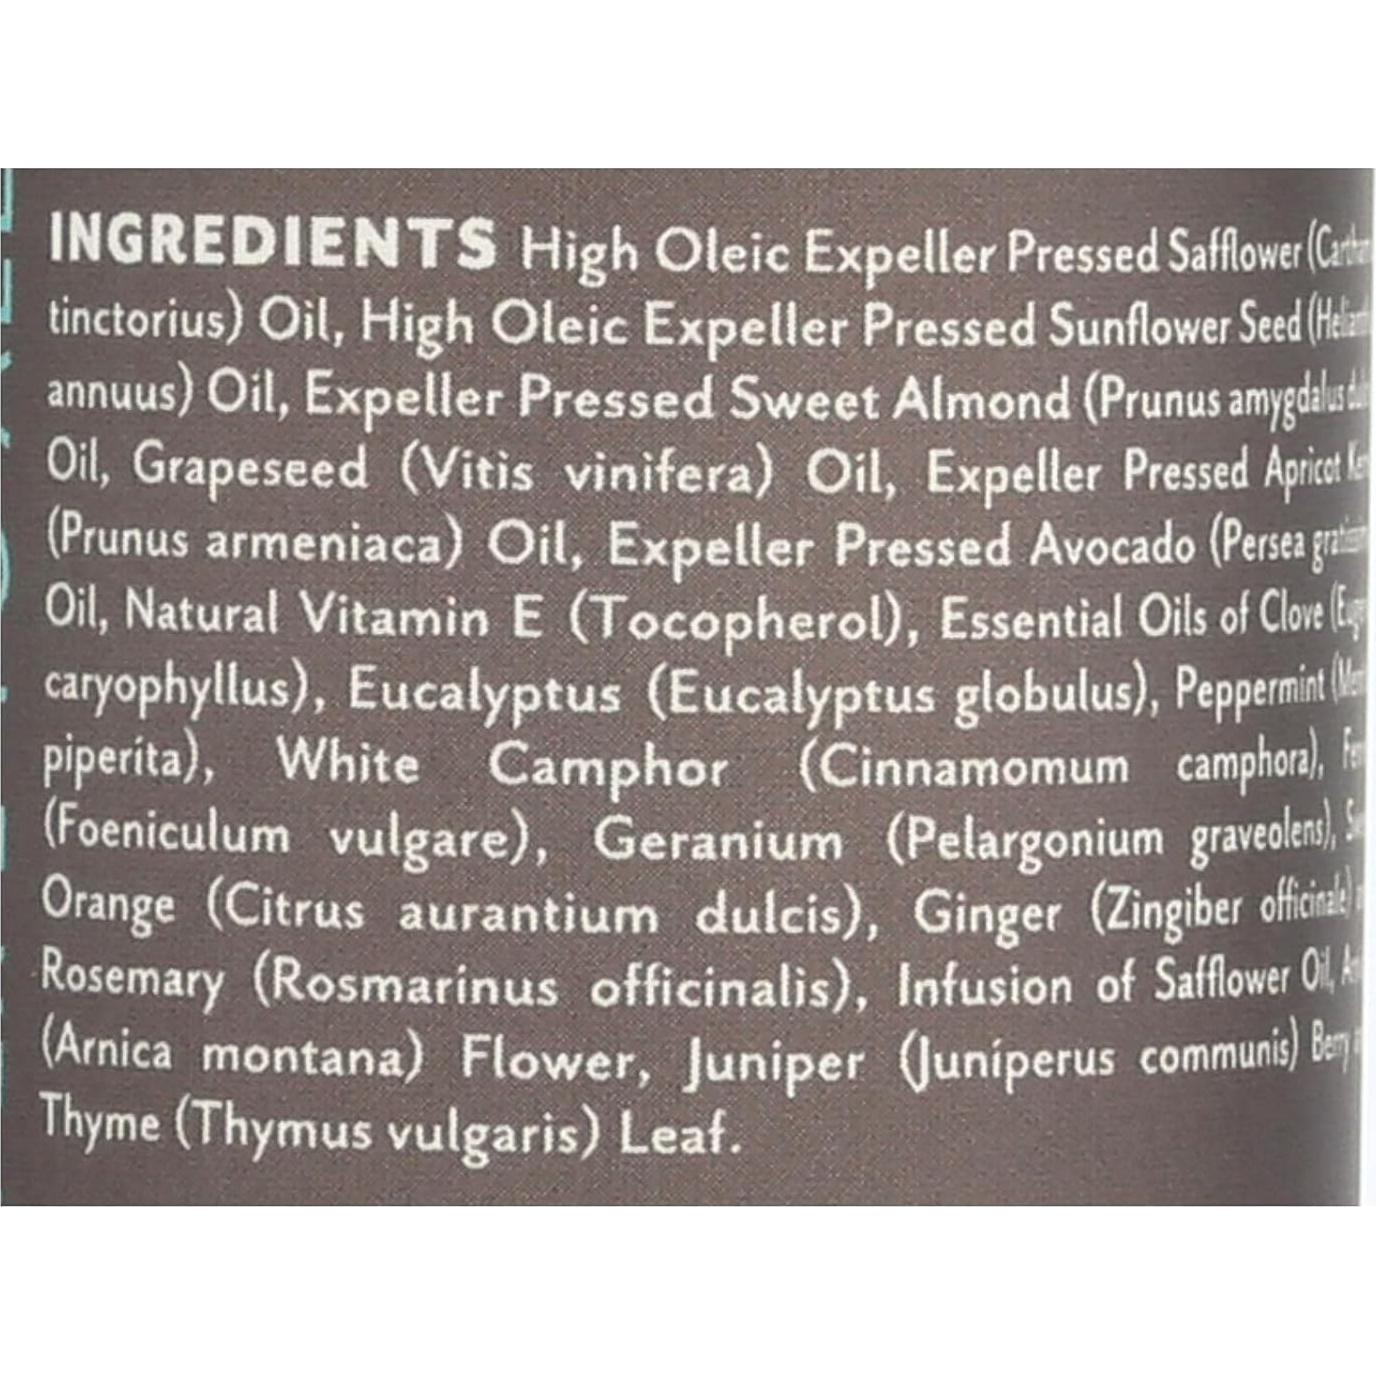 INGREDIENTS High Oleic Expeller Pressed Safflower
tinctorius) Oil, High Oleic Expeller Pressed Sunflower Seed
annuus) Oil, Expeller Pressed Sweet Almond (Prunus amygdalus
Oil, Grapeseed (Vitis vinifera) Oil, Expeller Pressed Apricot
(Prunus armeniaca) Oil, Expeller Pressed Avocado (Persea
Oil, Natural Vitamin E (Tocopherol), Essential Oils of Clove
caryophyllus), Eucalyptus (Eucalyptus globulus), Peppermint
piperita), White Camphor (Cinnamomum camphora),
(Foeniculum vulgare), Geranium (Pelargonium graveolens),
Orange (Citrus aurantium dulcis), Ginger (Zingiber officinale)
Rosemary (Rosmarinus officinalis), Infusion of Safflower Oil,
(Arnica montana) Flower, Juniper (Juniperus communis) Berry
Thyme (Thymus vulgaris) Leaf.